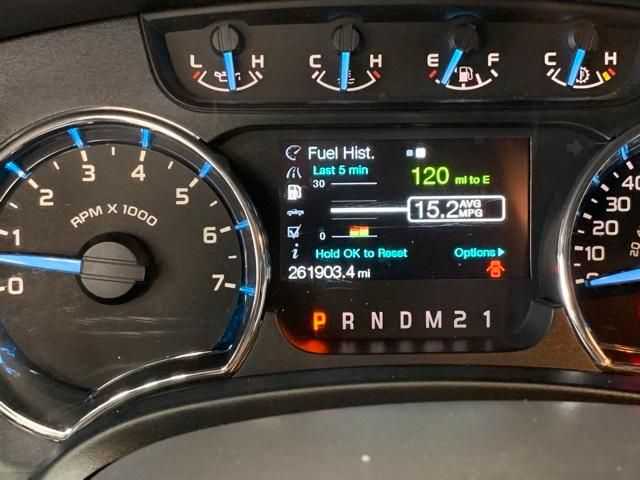 L H C H E F C H
Fuel Hist.
Last 5 min
30
120 mi to E
15.2 AVG MPG
0
Hold OK to Reset Options
261903.4 mi
P R N D M 2 1
0 1 2 3 4 5 6 7
RPM X 1000
40
30
20
10
0
20